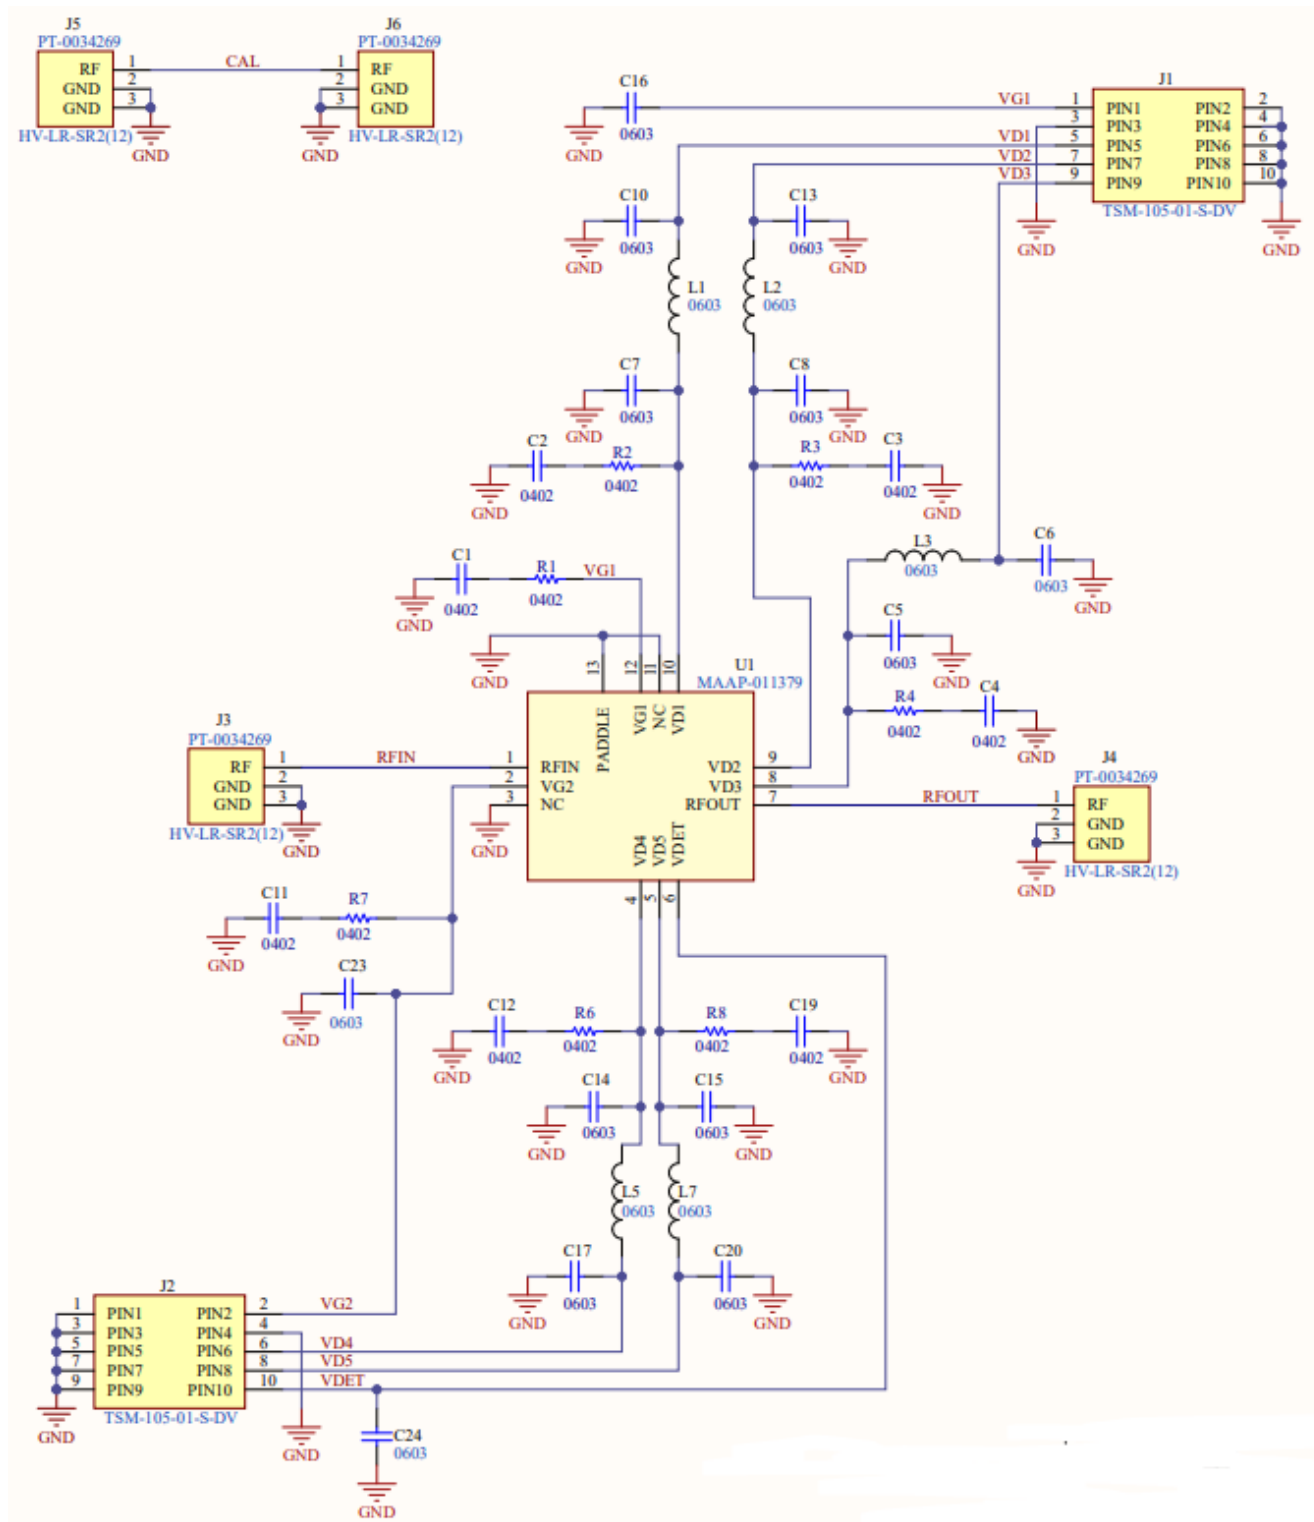 J5 J6
PT-0034269 PT-0034269
RF 1 CAL 1 RF
GND 2 2 GND
GND 3 3 GND
HV-LR-SR2(12) HV-LR-SR2(12)
GND GND
C16
0603
GND
J1
VG1 1 PIN1 PIN2 2
3 PIN3 PIN4 4
VD1 5 PIN5 PIN6 6
VD2 7 PIN7 PIN8 8
VD3 9 PIN9 PIN10 10
TSM-105-01-S-DV
GND GND
C10 C13
0603 0603
GND GND
L1 L2
0603 0603
C7 C8
0603 0603
GND GND
C2 R2 R3 C3
0402 0402 0402 0402
GND GND
C1 R1 VG1
0402 0402
GND
L3 C6
0603 0603
GND
C5
0603
GND
R4 C4
0402 0402
GND
GND
U1
MAAP-011379
13 12 11 10
PADDLE VG1 NC VD1
1 RFIN VD2 9
2 VG2 VD3 8
3 NC RFOUT 7
VD4 VD5 VDET
4 5 6
GND
J3
PT-0034269
RF 1 RFIN
GND 2
GND 3
HV-LR-SR2(12)
GND
J4
PT-0034269
RFOUT 1 RF
2 GND
3 GND
HV-LR-SR2(12)
GND
C11 R7
0402 0402
GND
C23
0603
GND
C12 R6 R8 C19
0402 0402 0402 0402
GND GND
C14 C15
0603 0603
GND GND
L5 L7
0603 0603
C17 C20
0603 0603
GND GND
J2
1 PIN1 PIN2 2 VG2
3 PIN3 PIN4 4
5 PIN5 PIN6 6 VD4
7 PIN7 PIN8 8 VD5
9 PIN9 PIN10 10 VDET
TSM-105-01-S-DV
GND GND
C24
0603
GND